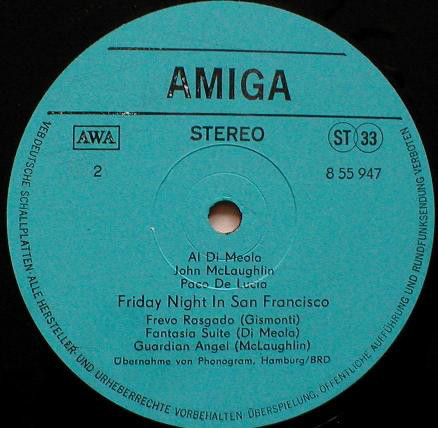 AMIGA
AWA
STEREO
ST 33
2
8 55 947
Al Di Meola
John McLaughlin
Paco De Lucia
Friday Night In San Francisco
Frevo Rasgado (Gismonti)
Fantasia Suite (Di Meola)
Guardian Angel (McLaughlin)
Übernahme von Phonogram, Hamburg/BRD
VEB DEUTSCHE SCHALLPLATTEN · ALLE HERSTELLER- UND URHEBERRECHTE VORBEHALTEN · ÜBERSPIELUNG, ÖFFENTLICHE AUFFÜHRUNG UND RUNDFUNKSENDUNG VERBOTEN